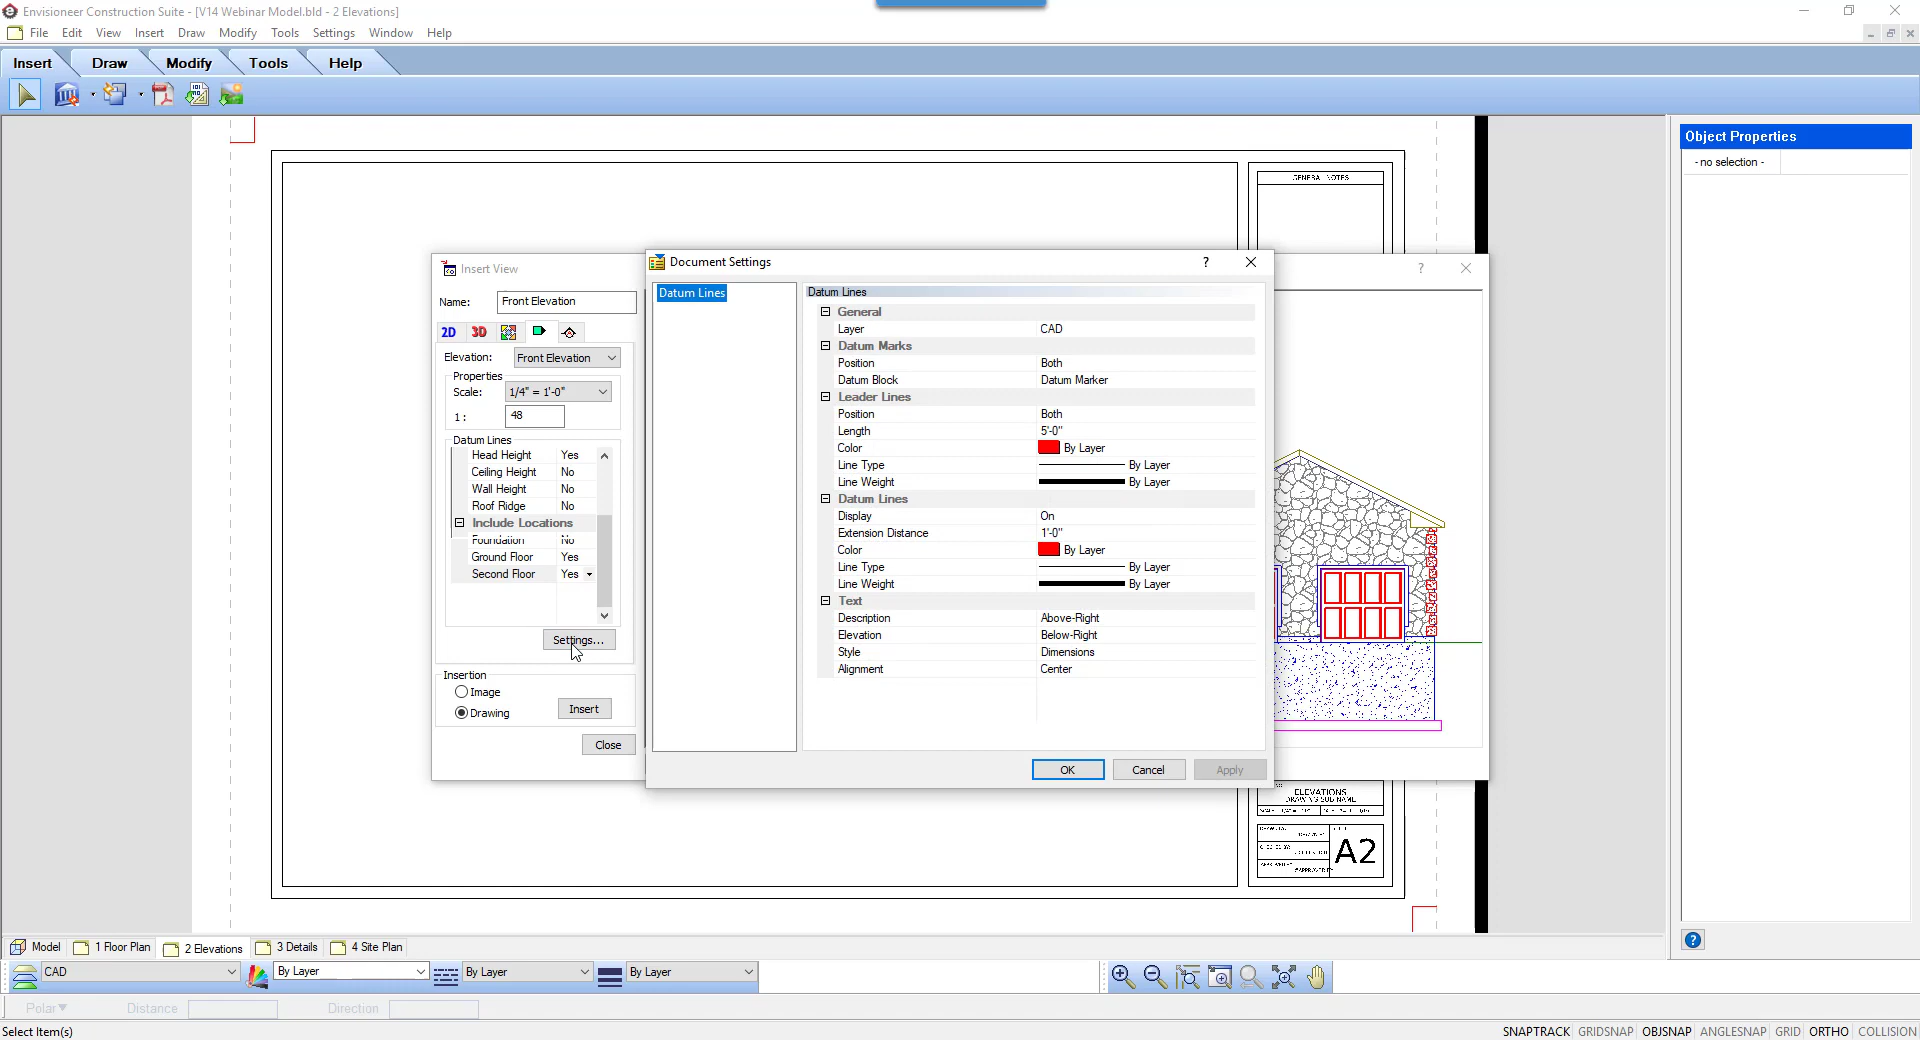 Envisioneer Construction Suite - [V14 Webinar Model.bld - 2 Elevations]
File Edit View Insert Draw Modify Tools Settings Window Help
Insert Draw Modify Tools Help
Object Properties
- no selection -
GENERAL NOTES
Insert View
Name: Front Elevation
2D 3D
Elevation: Front Elevation
Properties
Scale: 1/4" = 1'-0"
1 : 48
Datum Lines
Head Height Yes
Ceiling Height No
Wall Height No
Roof Ridge No
Include Locations
Foundation No
Ground Floor Yes
Second Floor Yes
Settings...
Insertion
Image
Drawing
Insert
Close
Document Settings
Datum Lines
Datum Lines
General
Layer CAD
Datum Marks
Position Both
Datum Block Datum Marker
Leader Lines
Position Both
Length 5'-0"
Color By Layer
Line Type By Layer
Line Weight By Layer
Datum Lines
Display On
Extension Distance 1'-0"
Color By Layer
Line Type By Layer
Line Weight By Layer
Text
Description Above-Right
Elevation Below-Right
Style Dimensions
Alignment Center
OK Cancel Apply
ELEVATIONS
DRAWING SUB NAME
A2
Model 1 Floor Plan 2 Elevations 3 Details 4 Site Plan
CAD By Layer By Layer By Layer
Polar Distance Direction
Select Item(s)
SNAPTRACK GRIDSNAP OBJSNAP ANGLESNAP GRID ORTHO COLLISION